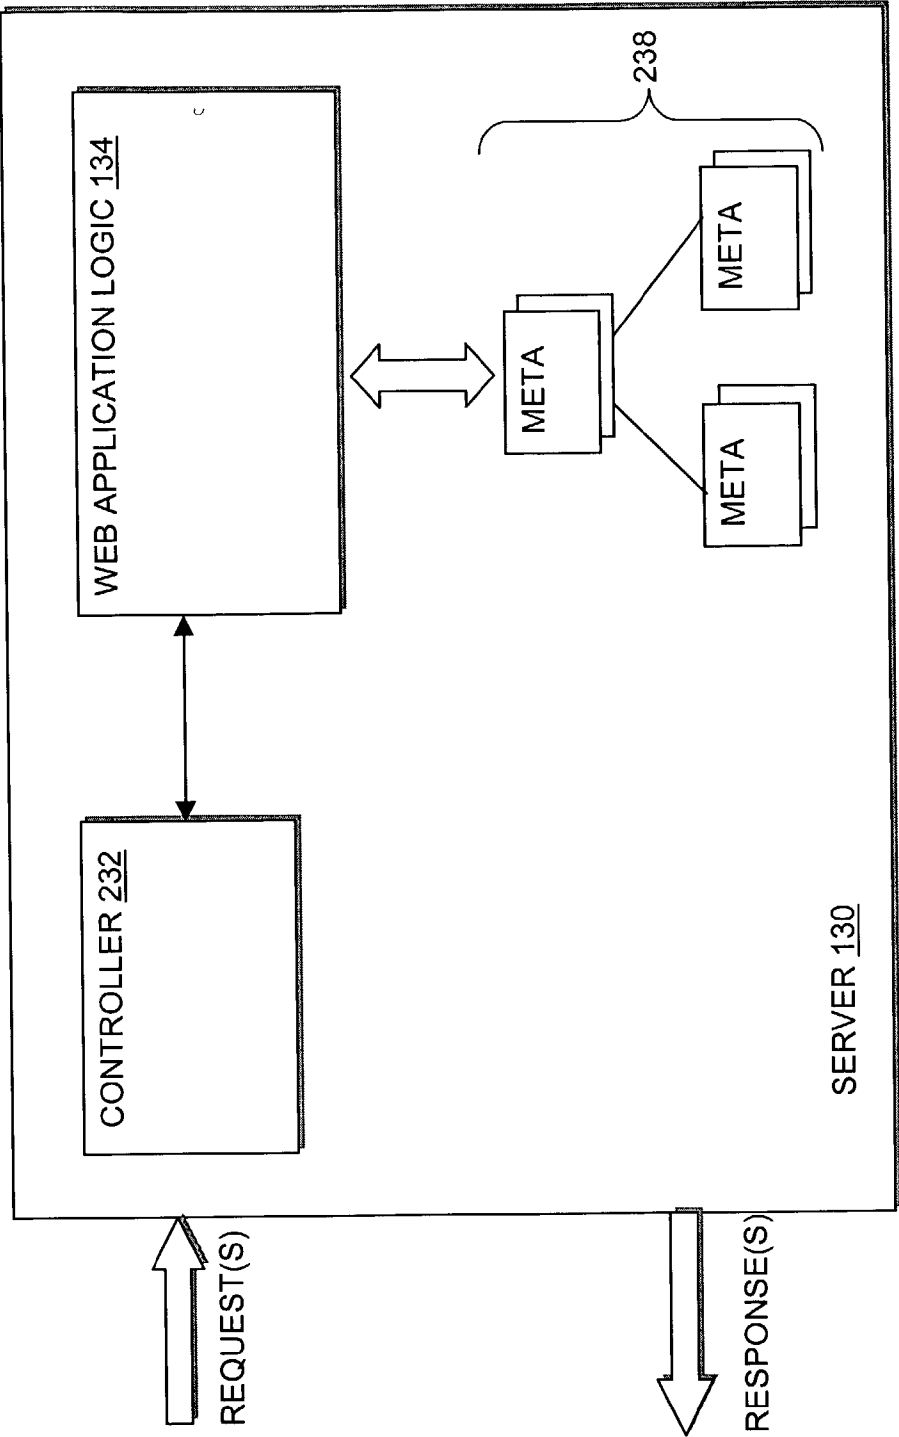 REQUEST(S)
CONTROLLER 232
WEB APPLICATION LOGIC 134
META
META
META
238
RESPONSE(S)
SERVER 130